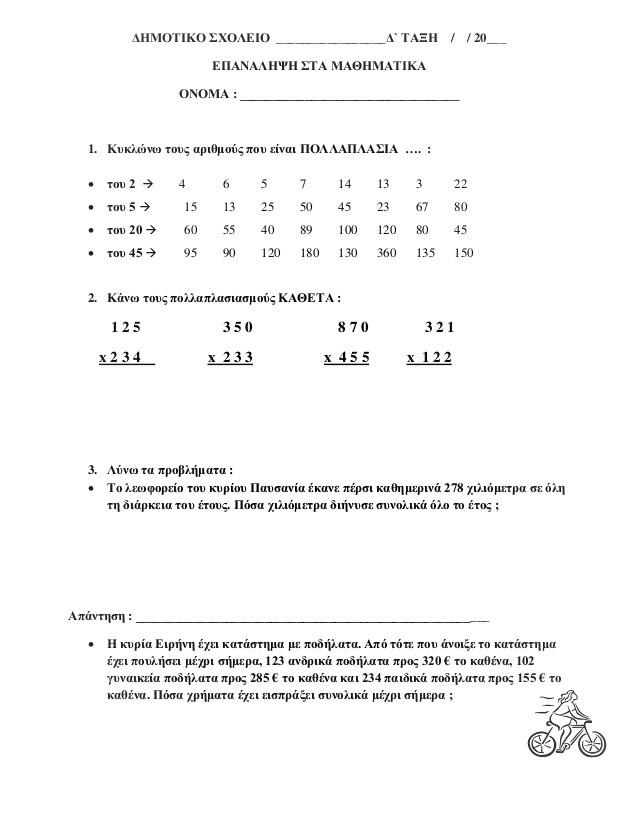 ΔΗΜΟΤΙΚΟ ΣΧΟΛΕΙΟ _________________Δ` ΤΑΞΗ / / 20___
ΕΠΑΝΑΛΗΨΗ ΣΤΑ ΜΑΘΗΜΑΤΙΚΑ
ΟΝΟΜΑ : __________________________________
1. Κυκλώνω τους αριθμούς που είναι ΠΟΛΛΑΠΛΑΣΙΑ …. :
• του 2 → 4 6 5 7 14 13 3 22
• του 5 → 15 13 25 50 45 23 67 80
• του 20 → 60 55 40 89 100 120 80 45
• του 45 → 95 90 120 180 130 360 135 150
2. Κάνω τους πολλαπλασιασμούς ΚΑΘΕΤΑ :
1 2 5 3 5 0 8 7 0 3 2 1
x 2 3 4 x 2 3 3 x 4 5 5 x 1 2 2
3. Λύνω τα προβλήματα :
• Το λεωφορείο του κυρίου Παυσανία έκανε πέρσι καθημερινά 278 χιλιόμετρα σε όλη
τη διάρκεια του έτους. Πόσα χιλιόμετρα διήνυσε συνολικά όλο το έτος ;
Απάντηση : _______________________________________________________
• Η κυρία Ειρήνη έχει κατάστημα με ποδήλατα. Από τότε που άνοιξε το κατάστημα
έχει πουλήσει μέχρι σήμερα, 123 ανδρικά ποδήλατα προς 320 € το καθένα, 102
γυναικεία ποδήλατα προς 285 € το καθένα και 234 παιδικά ποδήλατα προς 155 € το
καθένα. Πόσα χρήματα έχει εισπράξει συνολικά μέχρι σήμερα ;